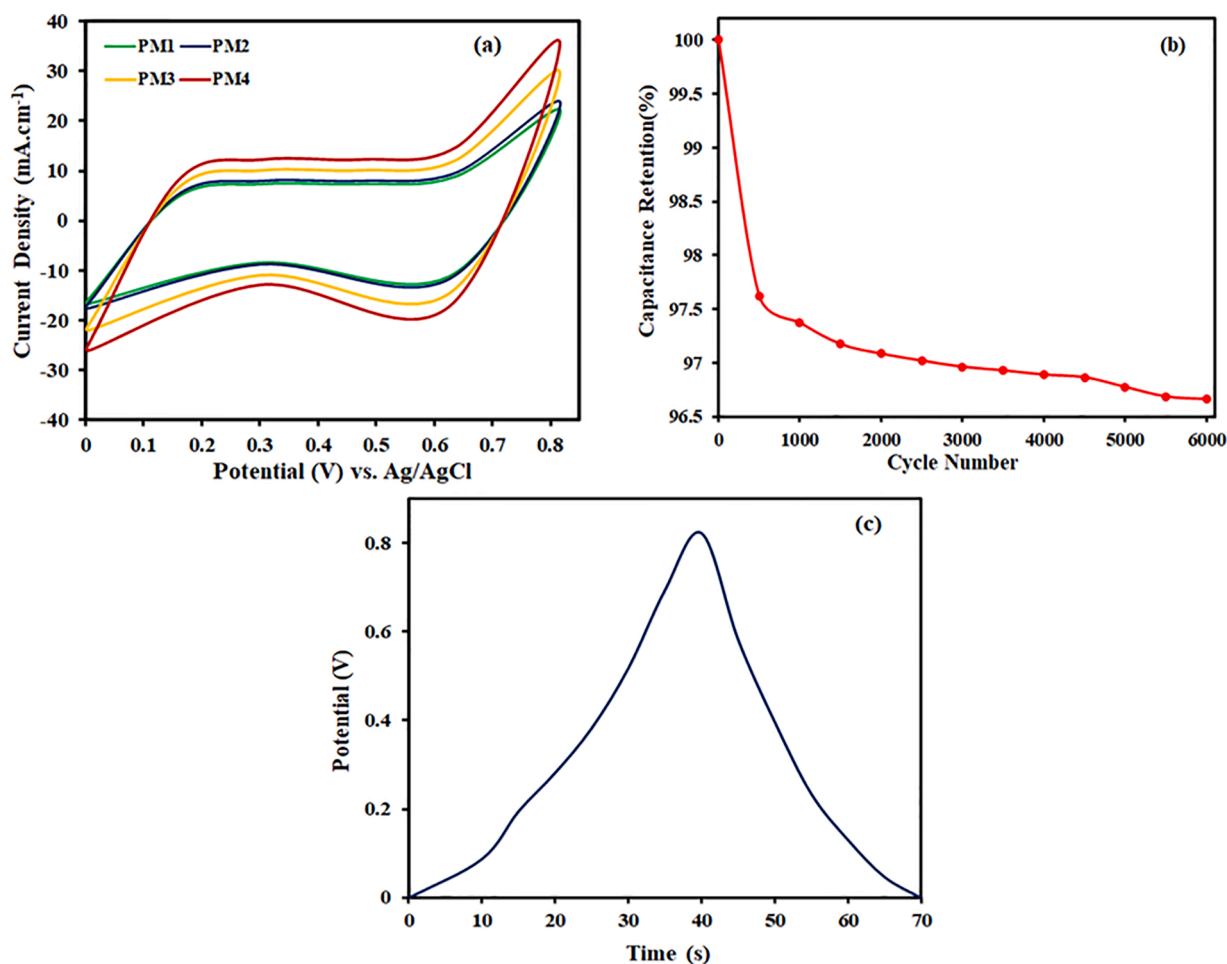 (a)
PM1 PM2
PM3 PM4
Current Density (mA.cm⁻¹)
40
30
20
10
0
-10
-20
-30
-40
0 0.1 0.2 0.3 0.4 0.5 0.6 0.7 0.8
Potential (V) vs. Ag/AgCl
(b)
Capacitance Retention(%)
100
99.5
99
98.5
98
97.5
97
96.5
0 1000 2000 3000 4000 5000 6000
Cycle Number
(c)
Potential (V)
0.8
0.6
0.4
0.2
0
0 10 20 30 40 50 60 70
Time (s)